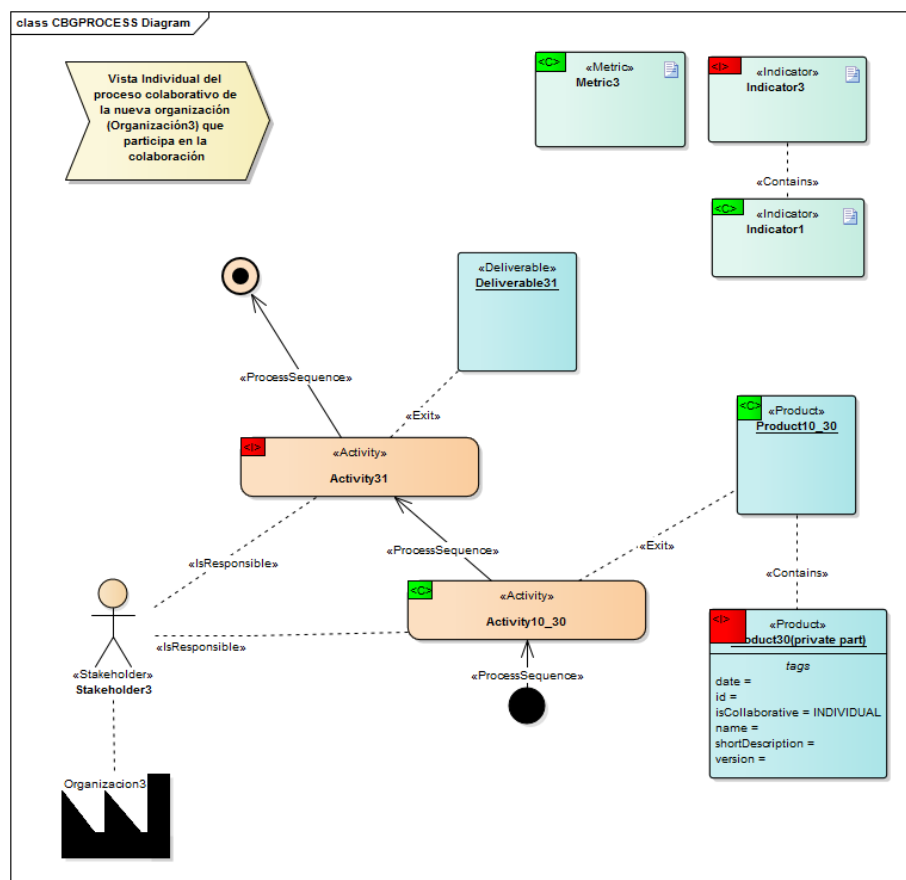 class CBGPROCESS Diagram
Vista Individual del
proceso colaborativo de
la nueva organización
(Organización3) que
participa en la
colaboración
<C>
«Metric»
Metric3
<I>
«Indicator»
Indicator3
«Contains»
<C>
«Indicator»
Indicator1
«Deliverable»
Deliverable31
«ProcessSequence»
«Exit»
<C>
«Product»
Product10_30
<I>
«Activity»
Activity31
«ProcessSequence»
«Exit»
«IsResponsible»
«Contains»
<C>
«Activity»
Activity10_30
<I>
«Product»
oduct30(private part)
tags
date =
id =
isCollaborative = INDIVIDUAL
name =
shortDescription =
version =
«IsResponsible»
«Stakeholder»
Stakeholder3
«ProcessSequence»
Organizacion3